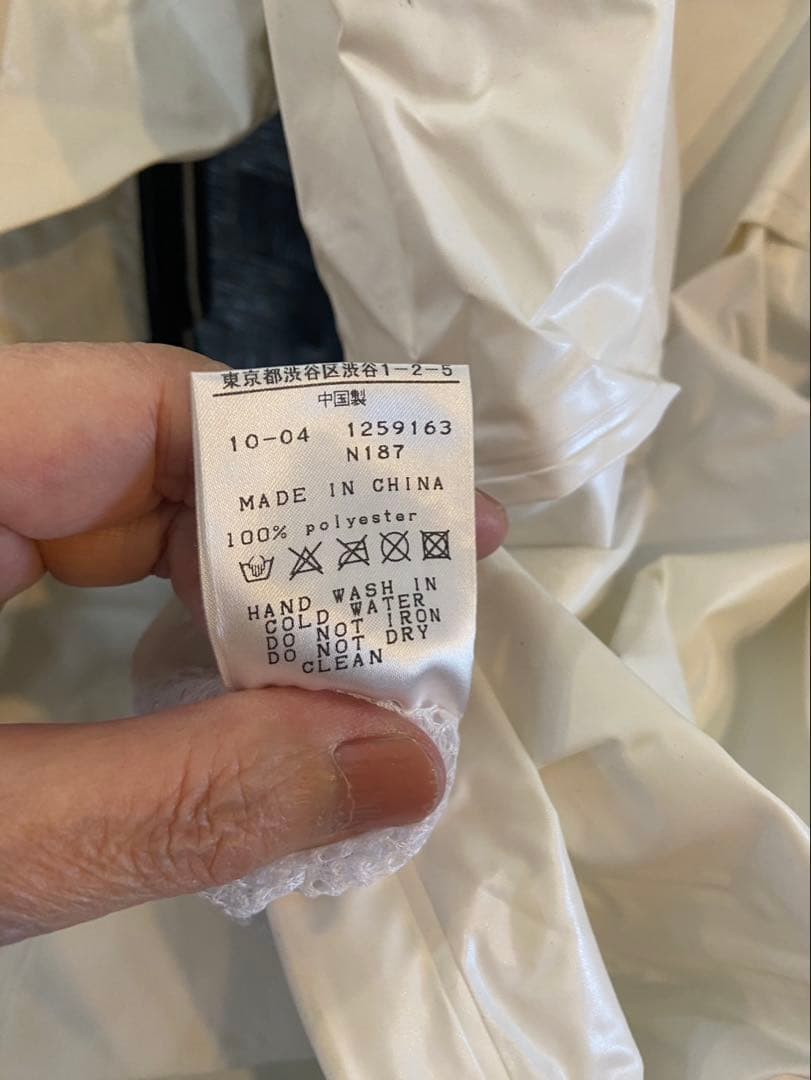 東京都渋谷区渋谷1-2-5
中国製
10-04 1259163
N187
MADE IN CHINA
100% polyester
HAND WASH IN
COLD WATER
DO NOT IRON
DO NOT DRY
CLEAN